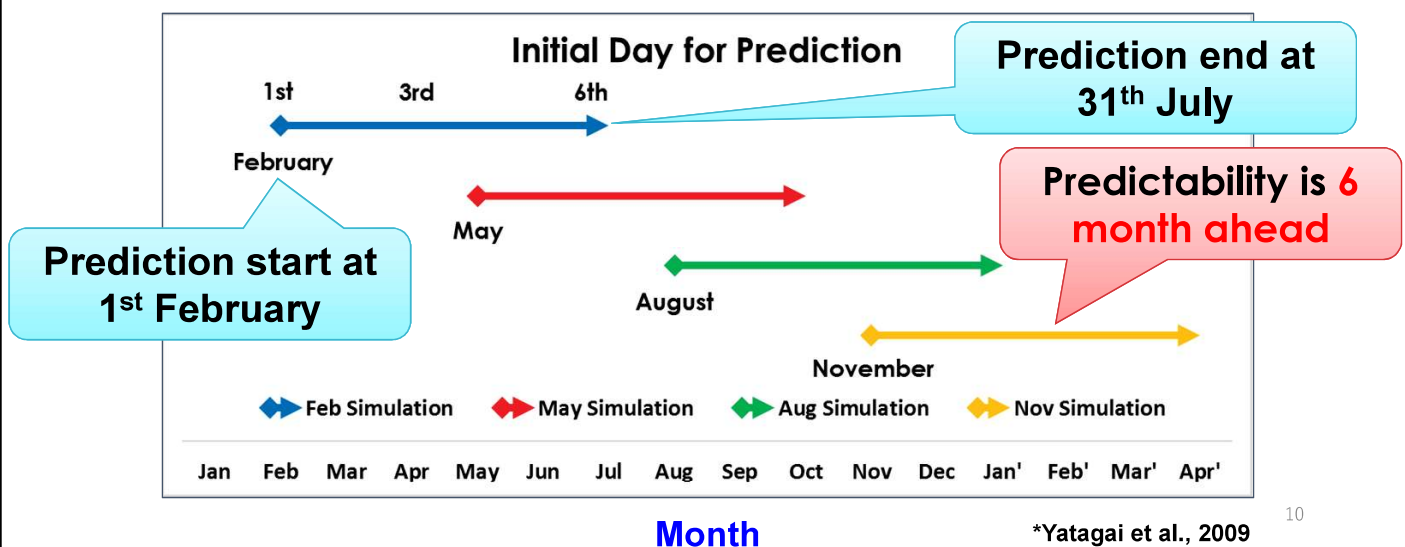 Initial Day for Prediction
Prediction end at
31th July
1st 3rd 6th
February
Prediction start at
1st February
Predictability is 6
month ahead
May
August
November
Feb Simulation May Simulation Aug Simulation Nov Simulation
Jan Feb Mar Apr May Jun Jul Aug Sep Oct Nov Dec Jan' Feb' Mar' Apr'
Month
*Yatagai et al., 2009
10